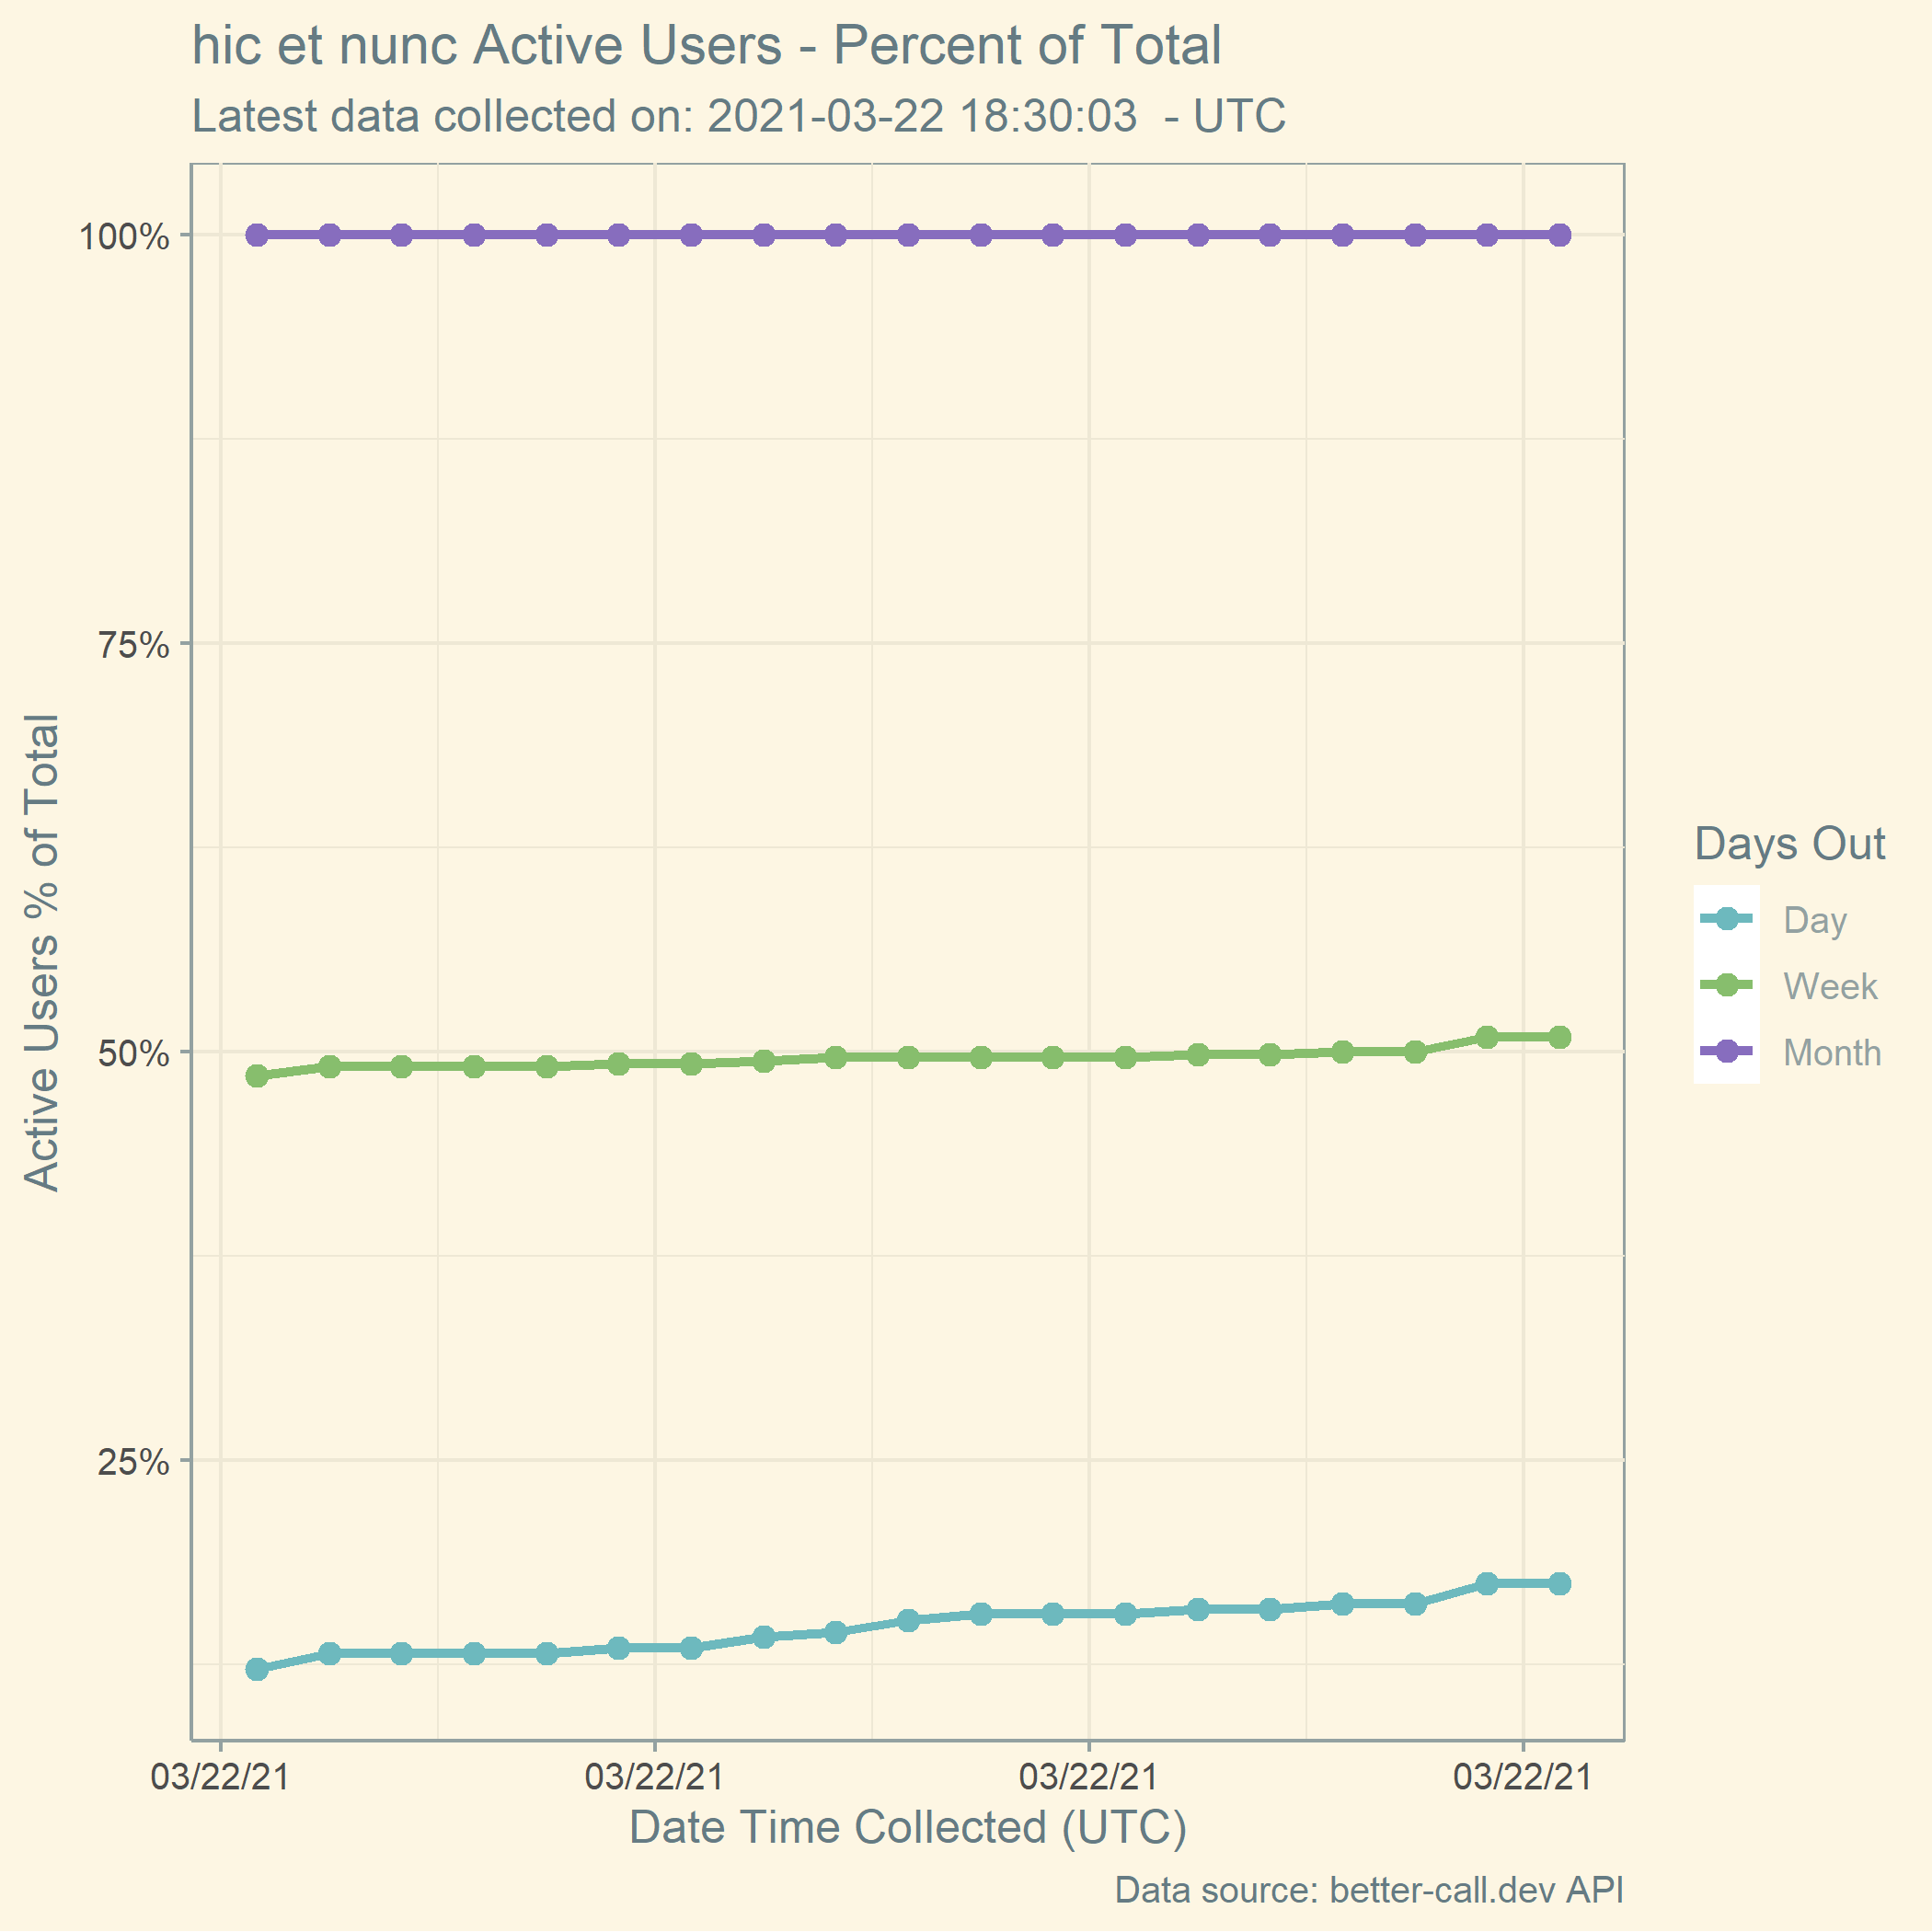 hic et nunc Active Users - Percent of Total
Latest data collected on: 2021-03-22 18:30:03  - UTC
Active Users % of Total
100%
75%
50%
25%
03/22/21 03/22/21 03/22/21 03/22/21
Date Time Collected (UTC)
Days Out
Day
Week
Month
Data source: better-call.dev API